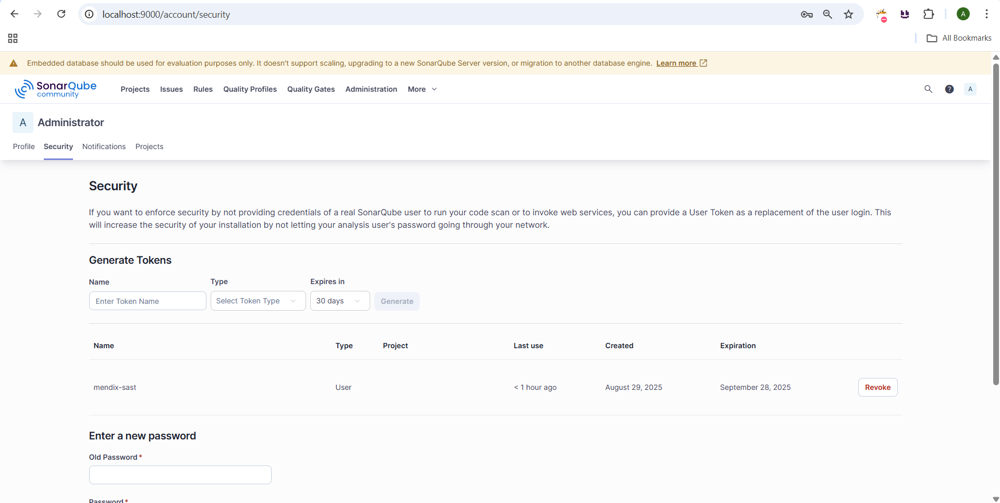 localhost:9000/account/security
A
All Bookmarks
Embedded database should be used for evaluation purposes only. It doesn't support scaling, upgrading to a new SonarQube Server version, or migration to another database engine. Learn more
SonarQube community Projects Issues Rules Quality Profiles Quality Gates Administration More ? A
A Administrator
Profile Security Notifications Projects
Security
If you want to enforce security by not providing credentials of a real SonarQube user to run your code scan or to invoke web services, you can provide a User Token as a replacement of the user login. This
will increase the security of your installation by not letting your analysis user's password going through your network.
Generate Tokens
Name Type Expires in
Enter Token Name Select Token Type 30 days Generate
Name Type Project Last use Created Expiration
mendix-sast User < 1 hour ago August 29, 2025 September 28, 2025 Revoke
Enter a new password
Old Password *
Password *